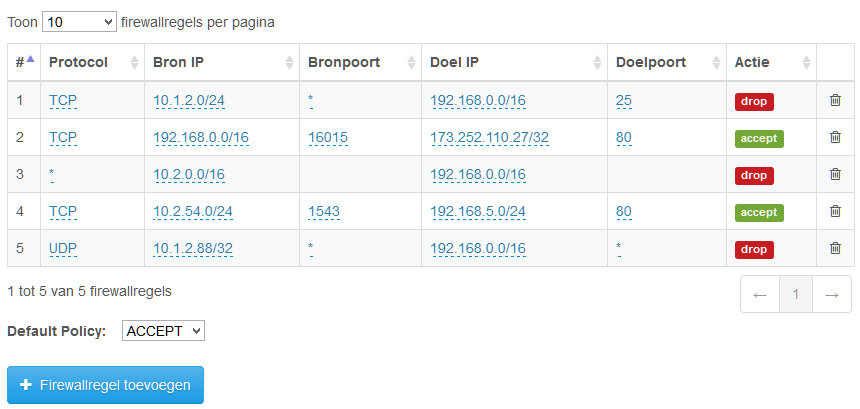 Toon 10 firewallregels per pagina
# Protocol Bron IP Bronpoort Doel IP Doelpoort Actie
1 TCP 10.1.2.0/24 * 192.168.0.0/16 25 drop
2 TCP 192.168.0.0/16 16015 173.252.110.27/32 80 accept
3 * 10.2.0.0/16 192.168.0.0/16 drop
4 TCP 10.2.54.0/24 1543 192.168.5.0/24 80 accept
5 UDP 10.1.2.88/32 * 192.168.0.0/16 * drop
1 tot 5 van 5 firewallregels ← 1 →
Default Policy: ACCEPT
+ Firewallregel toevoegen